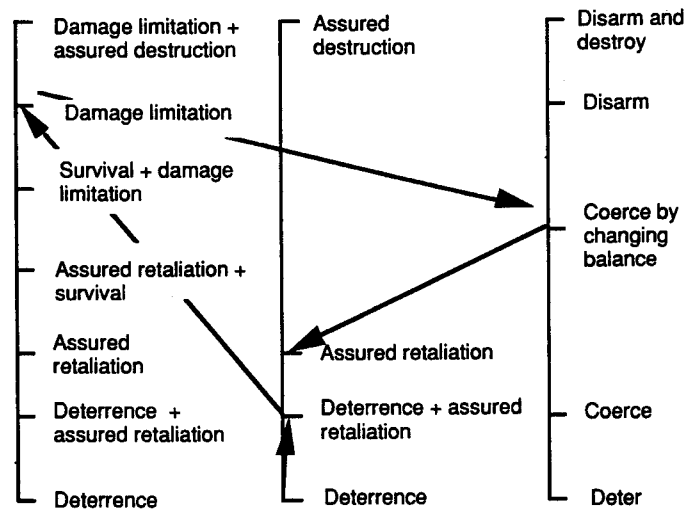 Damage limitation +
assured destruction
Damage limitation
Survival + damage
limitation
Assured retaliation +
survival
Assured
retaliation
Deterrence +
assured retaliation
Deterrence
Assured
destruction
Assured retaliation
Deterrence + assured
retaliation
Deterrence
Disarm and
destroy
Disarm
Coerce by
changing
balance
Coerce
Deter